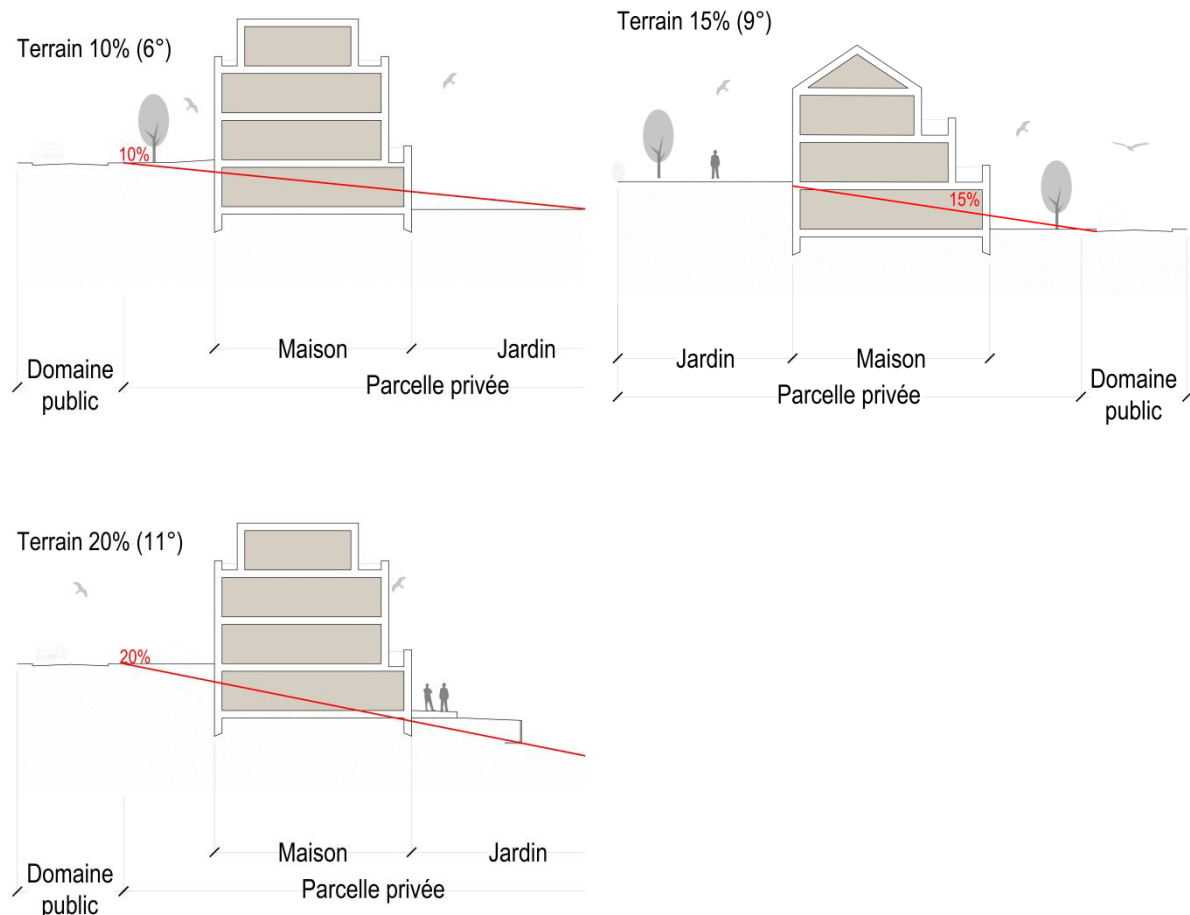 Terrain 10% (6°)
10%
Maison
Jardin
Domaine
public
Parcelle privée
Terrain 15% (9°)
15%
Jardin
Maison
Parcelle privée
Domaine
public
Terrain 20% (11°)
20%
Maison
Jardin
Domaine
public
Parcelle privée